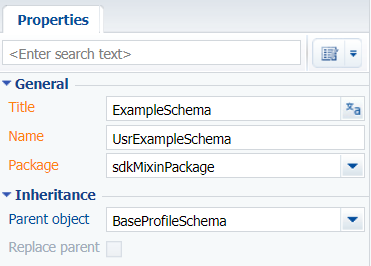 Properties
<Enter search text>
General
Title ExampleSchema
Name UsrExampleSchema
Package sdkMixinPackage
Inheritance
Parent object BaseProfileSchema
Replace parent